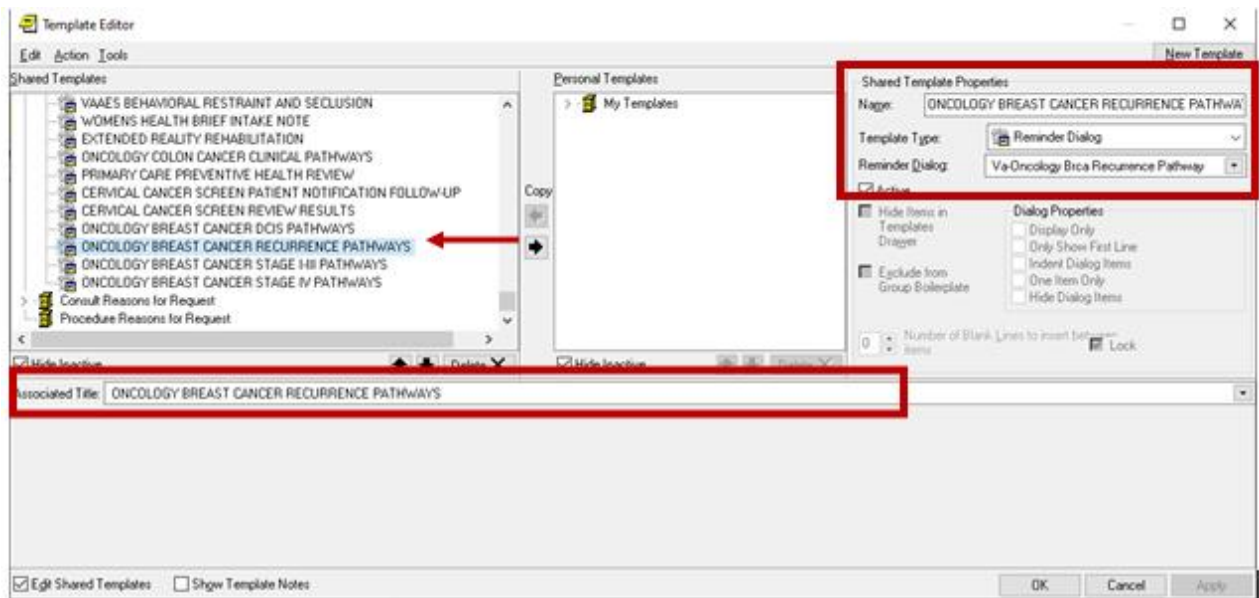 Template Editor
Edit Action Tools
New Template
Shared Templates
VAAES BEHAVIORAL RESTRAINT AND SECLUSION
WOMENS HEALTH BRIEF INTAKE NOTE
EXTENDED REALITY REHABILITATION
ONCOLOGY COLON CANCER CLINICAL PATHWAYS
PRIMARY CARE PREVENTIVE HEALTH REVIEW
CERVICAL CANCER SCREEN PATIENT NOTIFICATION FOLLOW-UP
CERVICAL CANCER SCREEN REVIEW RESULTS
ONCOLOGY BREAST CANCER DCIS PATHWAYS
ONCOLOGY BREAST CANCER RECURRENCE PATHWAYS
ONCOLOGY BREAST CANCER STAGE I-III PATHWAYS
ONCOLOGY BREAST CANCER STAGE IV PATHWAYS
Consult Reasons for Request
Procedure Reasons for Request
Hide Inactive
Delete
Copy
Personal Templates
My Templates
Hide Inactive
Delete
Shared Template Properties
Name: ONCOLOGY BREAST CANCER RECURRENCE PATHWA
Template Type: Reminder Dialog
Reminder Dialog: Va-Oncology Brca Recurrence Pathway
Active
Hide Items in
Templates
Drawer
Exclude from
Group Boilerplate
Dialog Properties
Display Only
Only Show First Line
Indent Dialog Items
One Item Only
Hide Dialog Items
0 Number of Blank Lines to insert between
items
Lock
Associated Title: ONCOLOGY BREAST CANCER RECURRENCE PATHWAYS
Edit Shared Templates Show Template Notes
OK Cancel Apply